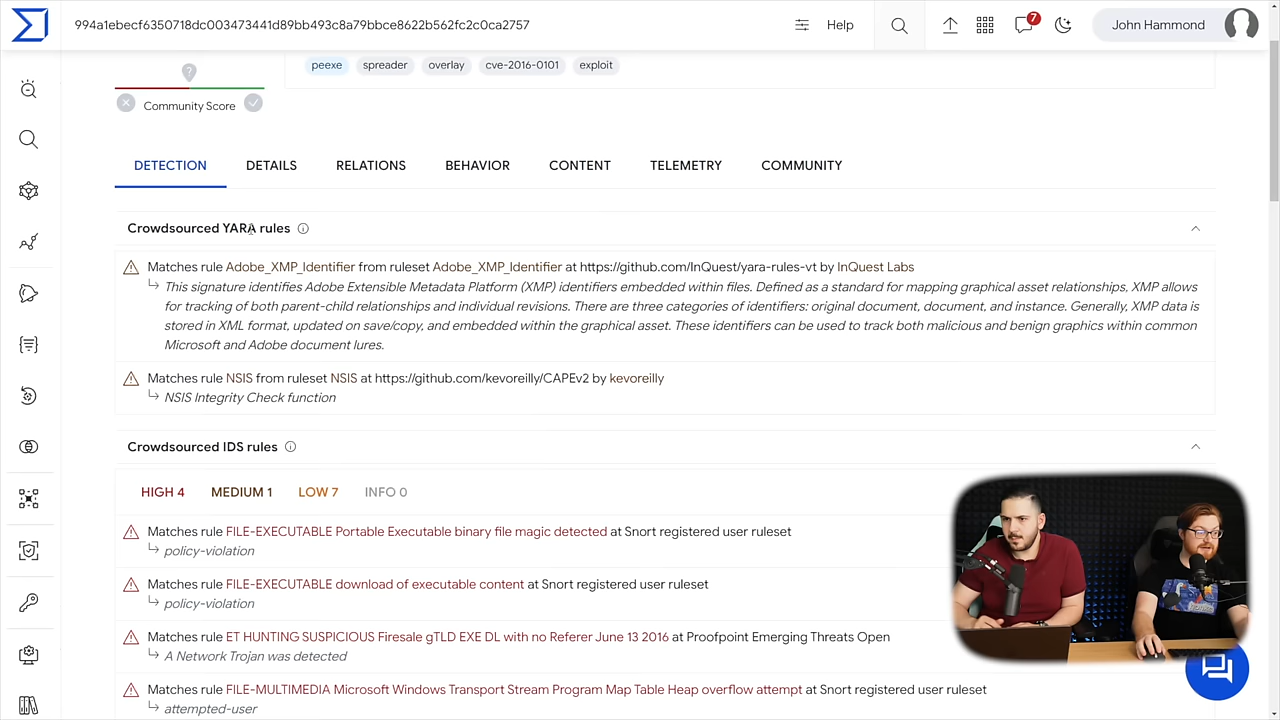 994a1ebecf6350718dc003473441d89bb493c8a79bbce8622b562fc2c0ca2757
Help
7
John Hammond
peexe
spreader
overlay
cve-2016-0101
exploit
?
Community Score
DETECTION
DETAILS
RELATIONS
BEHAVIOR
CONTENT
TELEMETRY
COMMUNITY
Crowdsourced YARA rules
Matches rule Adobe_XMP_Identifier from ruleset Adobe_XMP_Identifier at https://github.com/InQuest/yara-rules-vt by InQuest Labs
This signature identifies Adobe Extensible Metadata Platform (XMP) identifiers embedded within files. Defined as a standard for mapping graphical asset relationships, XMP allows
for tracking of both parent-child relationships and individual revisions. There are three categories of identifiers: original document, document, and instance. Generally, XMP data is
stored in XML format, updated on save/copy, and embedded within the graphical asset. These identifiers can be used to track both malicious and benign graphics within common
Microsoft and Adobe document lures.
Matches rule NSIS from ruleset NSIS at https://github.com/kevoreilly/CAPEv2 by kevoreilly
NSIS Integrity Check function
Crowdsourced IDS rules
HIGH 4
MEDIUM 1
LOW 7
INFO 0
Matches rule FILE-EXECUTABLE Portable Executable binary file magic detected at Snort registered user ruleset
policy-violation
Matches rule FILE-EXECUTABLE download of executable content at Snort registered user ruleset
policy-violation
Matches rule ET HUNTING SUSPICIOUS Firesale gTLD EXE DL with no Referer June 13 2016 at Proofpoint Emerging Threats Open
A Network Trojan was detected
Matches rule FILE-MULTIMEDIA Microsoft Windows Transport Stream Program Map Table Heap overflow attempt at Snort registered user ruleset
attempted-user